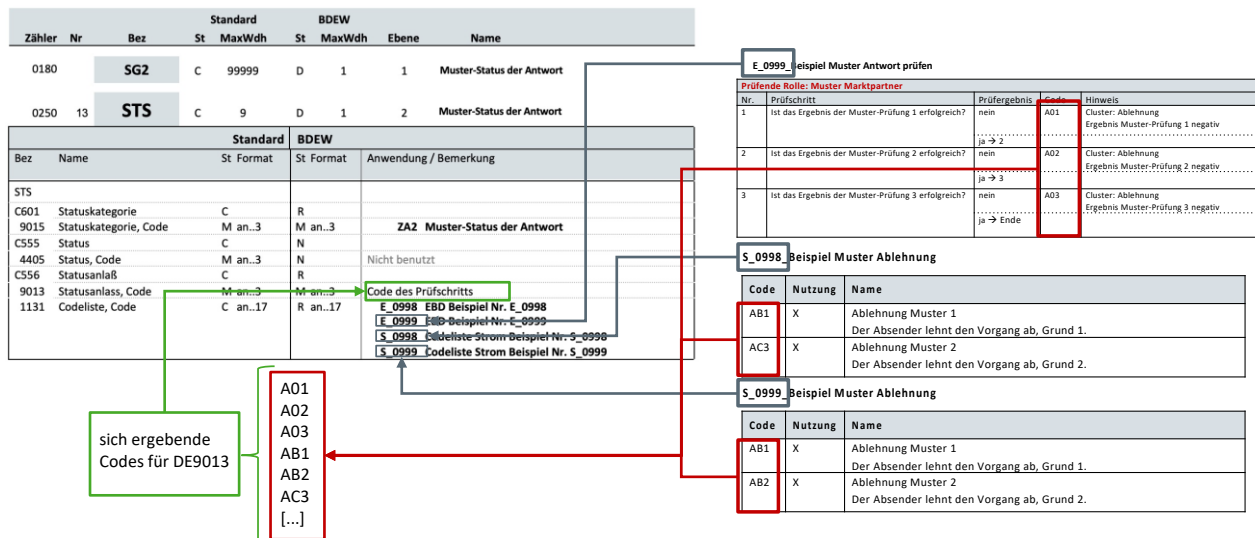 Standard BDEW
Zähler Nr Bez St MaxWdh St MaxWdh Ebene Name
0180 SG2 C 99999 D 1 1 Muster-Status der Antwort
0250 13 STS C 9 D 1 2 Muster-Status der Antwort
Standard BDEW
Bez Name St Format St Format Anwendung / Bemerkung
STS
C601 Statuskategorie C R
9015 Statuskategorie, Code M an..3 M an..3 ZA2 Muster-Status der Antwort
C555 Status C N
4405 Status, Code M an..3 N Nicht benutzt
C556 Statusanlaß C R
9013 Statusanlass, Code M an..3 M an..3 Code des Prüfschritts
1131 Codeliste, Code C an..17 R an..17 E_0998 EBD Beispiel Nr. E_0998
E_0999 EBD Beispiel Nr. E_0999
S_0998 Codeliste Strom Beispiel Nr. S_0998
S_0999 Codeliste Strom Beispiel Nr. S_0999
sich ergebende
Codes für DE9013
A01
A02
A03
AB1
AB2
AC3
[...]
E_0999_Beispiel Muster Antwort prüfen
Prüfende Rolle: Muster Marktpartner
Nr. Prüfschritt Prüfergebnis Code Hinweis
1 Ist das Ergebnis der Muster-Prüfung 1 erfolgreich? nein A01 Cluster: Ablehnung
Ergebnis Muster-Prüfung 1 negativ
ja → 2
2 Ist das Ergebnis der Muster-Prüfung 2 erfolgreich? nein A02 Cluster: Ablehnung
Ergebnis Muster-Prüfung 2 negativ
ja → 3
3 Ist das Ergebnis der Muster-Prüfung 3 erfolgreich? nein A03 Cluster: Ablehnung
Ergebnis Muster-Prüfung 3 negativ
ja → Ende
S_0998_Beispiel Muster Ablehnung
Code Nutzung Name
AB1 X Ablehnung Muster 1
Der Absender lehnt den Vorgang ab, Grund 1.
AC3 X Ablehnung Muster 2
Der Absender lehnt den Vorgang ab, Grund 2.
S_0999_Beispiel Muster Ablehnung
Code Nutzung Name
AB1 X Ablehnung Muster 1
Der Absender lehnt den Vorgang ab, Grund 1.
AB2 X Ablehnung Muster 2
Der Absender lehnt den Vorgang ab, Grund 2.